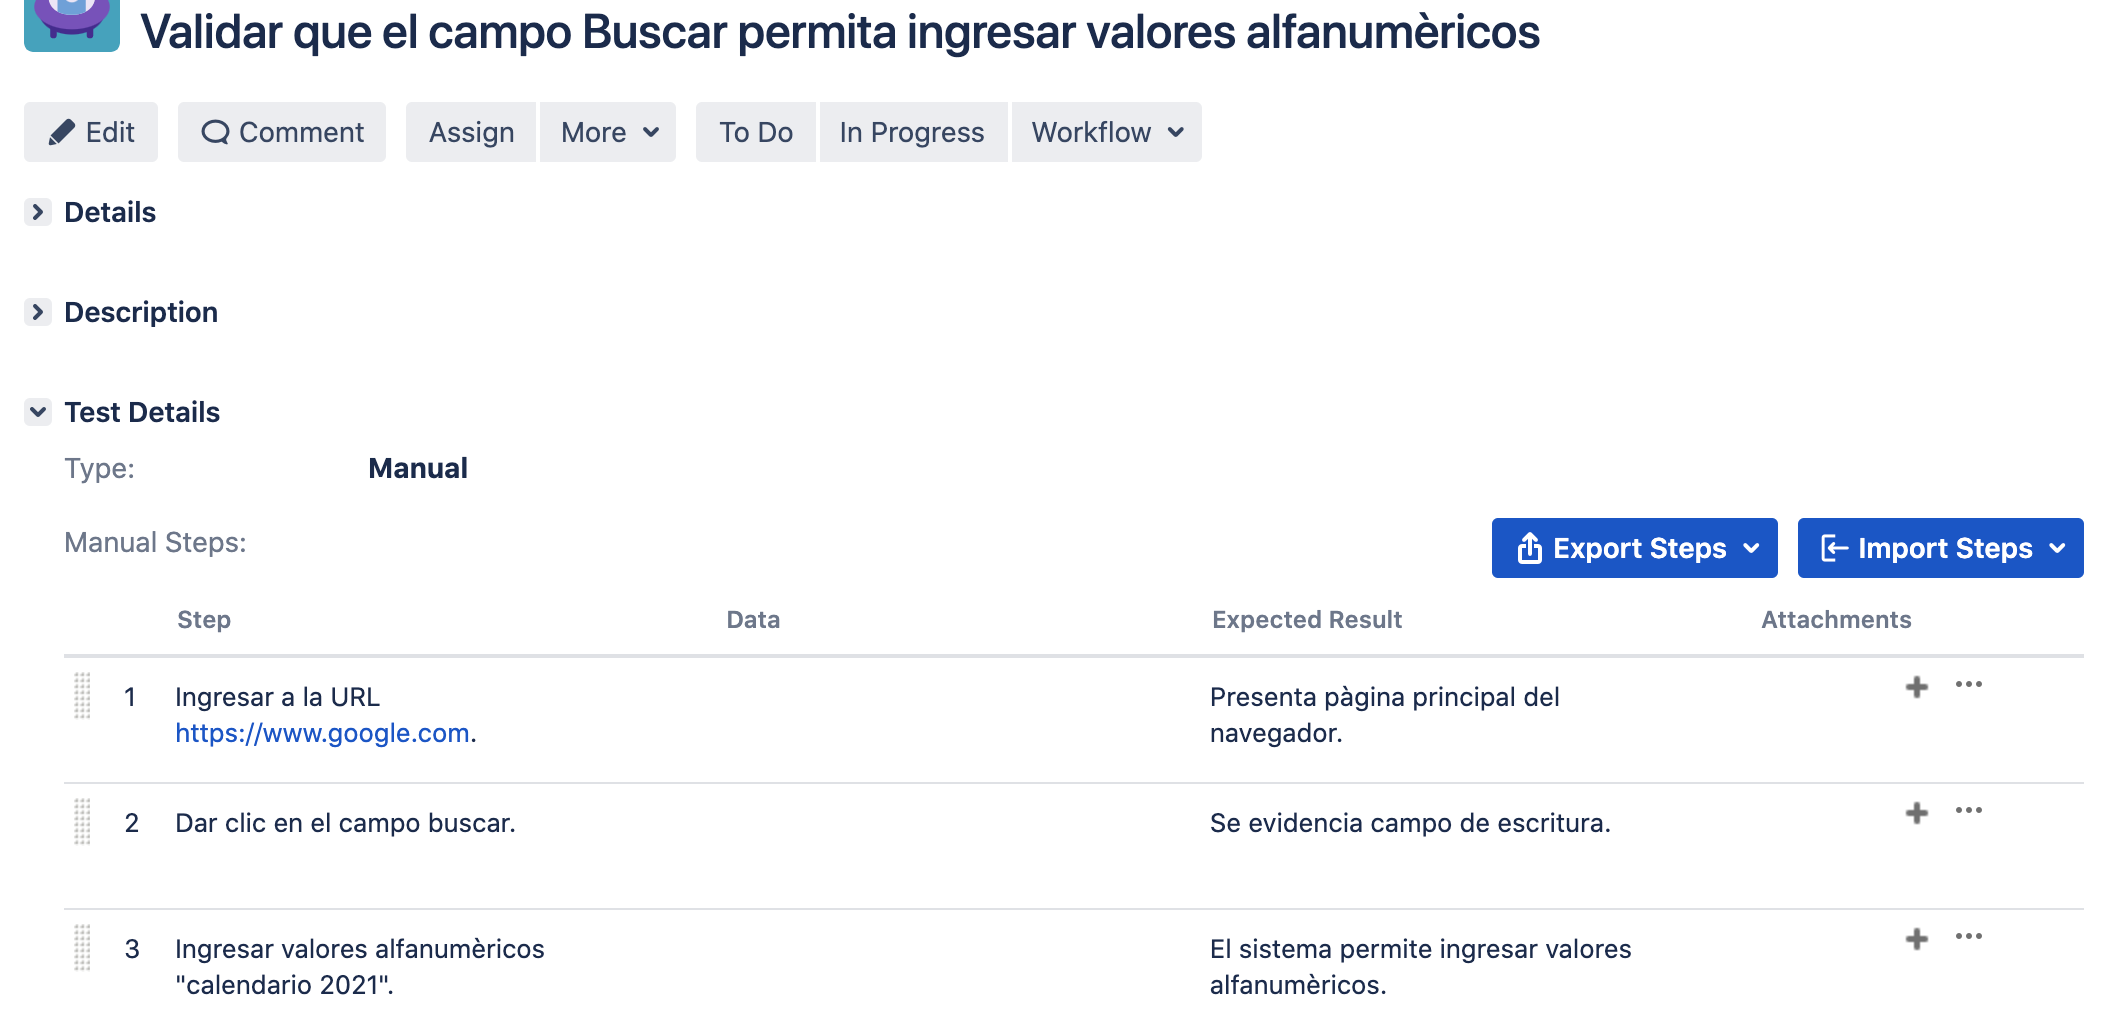 Validar que el campo Buscar permita ingresar valores alfanumèricos
Edit Comment Assign More To Do In Progress Workflow
Details
Description
Test Details
Type: Manual
Manual Steps:
Export Steps Import Steps
Step Data Expected Result Attachments
1 Ingresar a la URL Presenta pàgina principal del
https://www.google.com. navegador.
2 Dar clic en el campo buscar. Se evidencia campo de escritura.
3 Ingresar valores alfanumèricos El sistema permite ingresar valores
"calendario 2021". alfanumèricos.